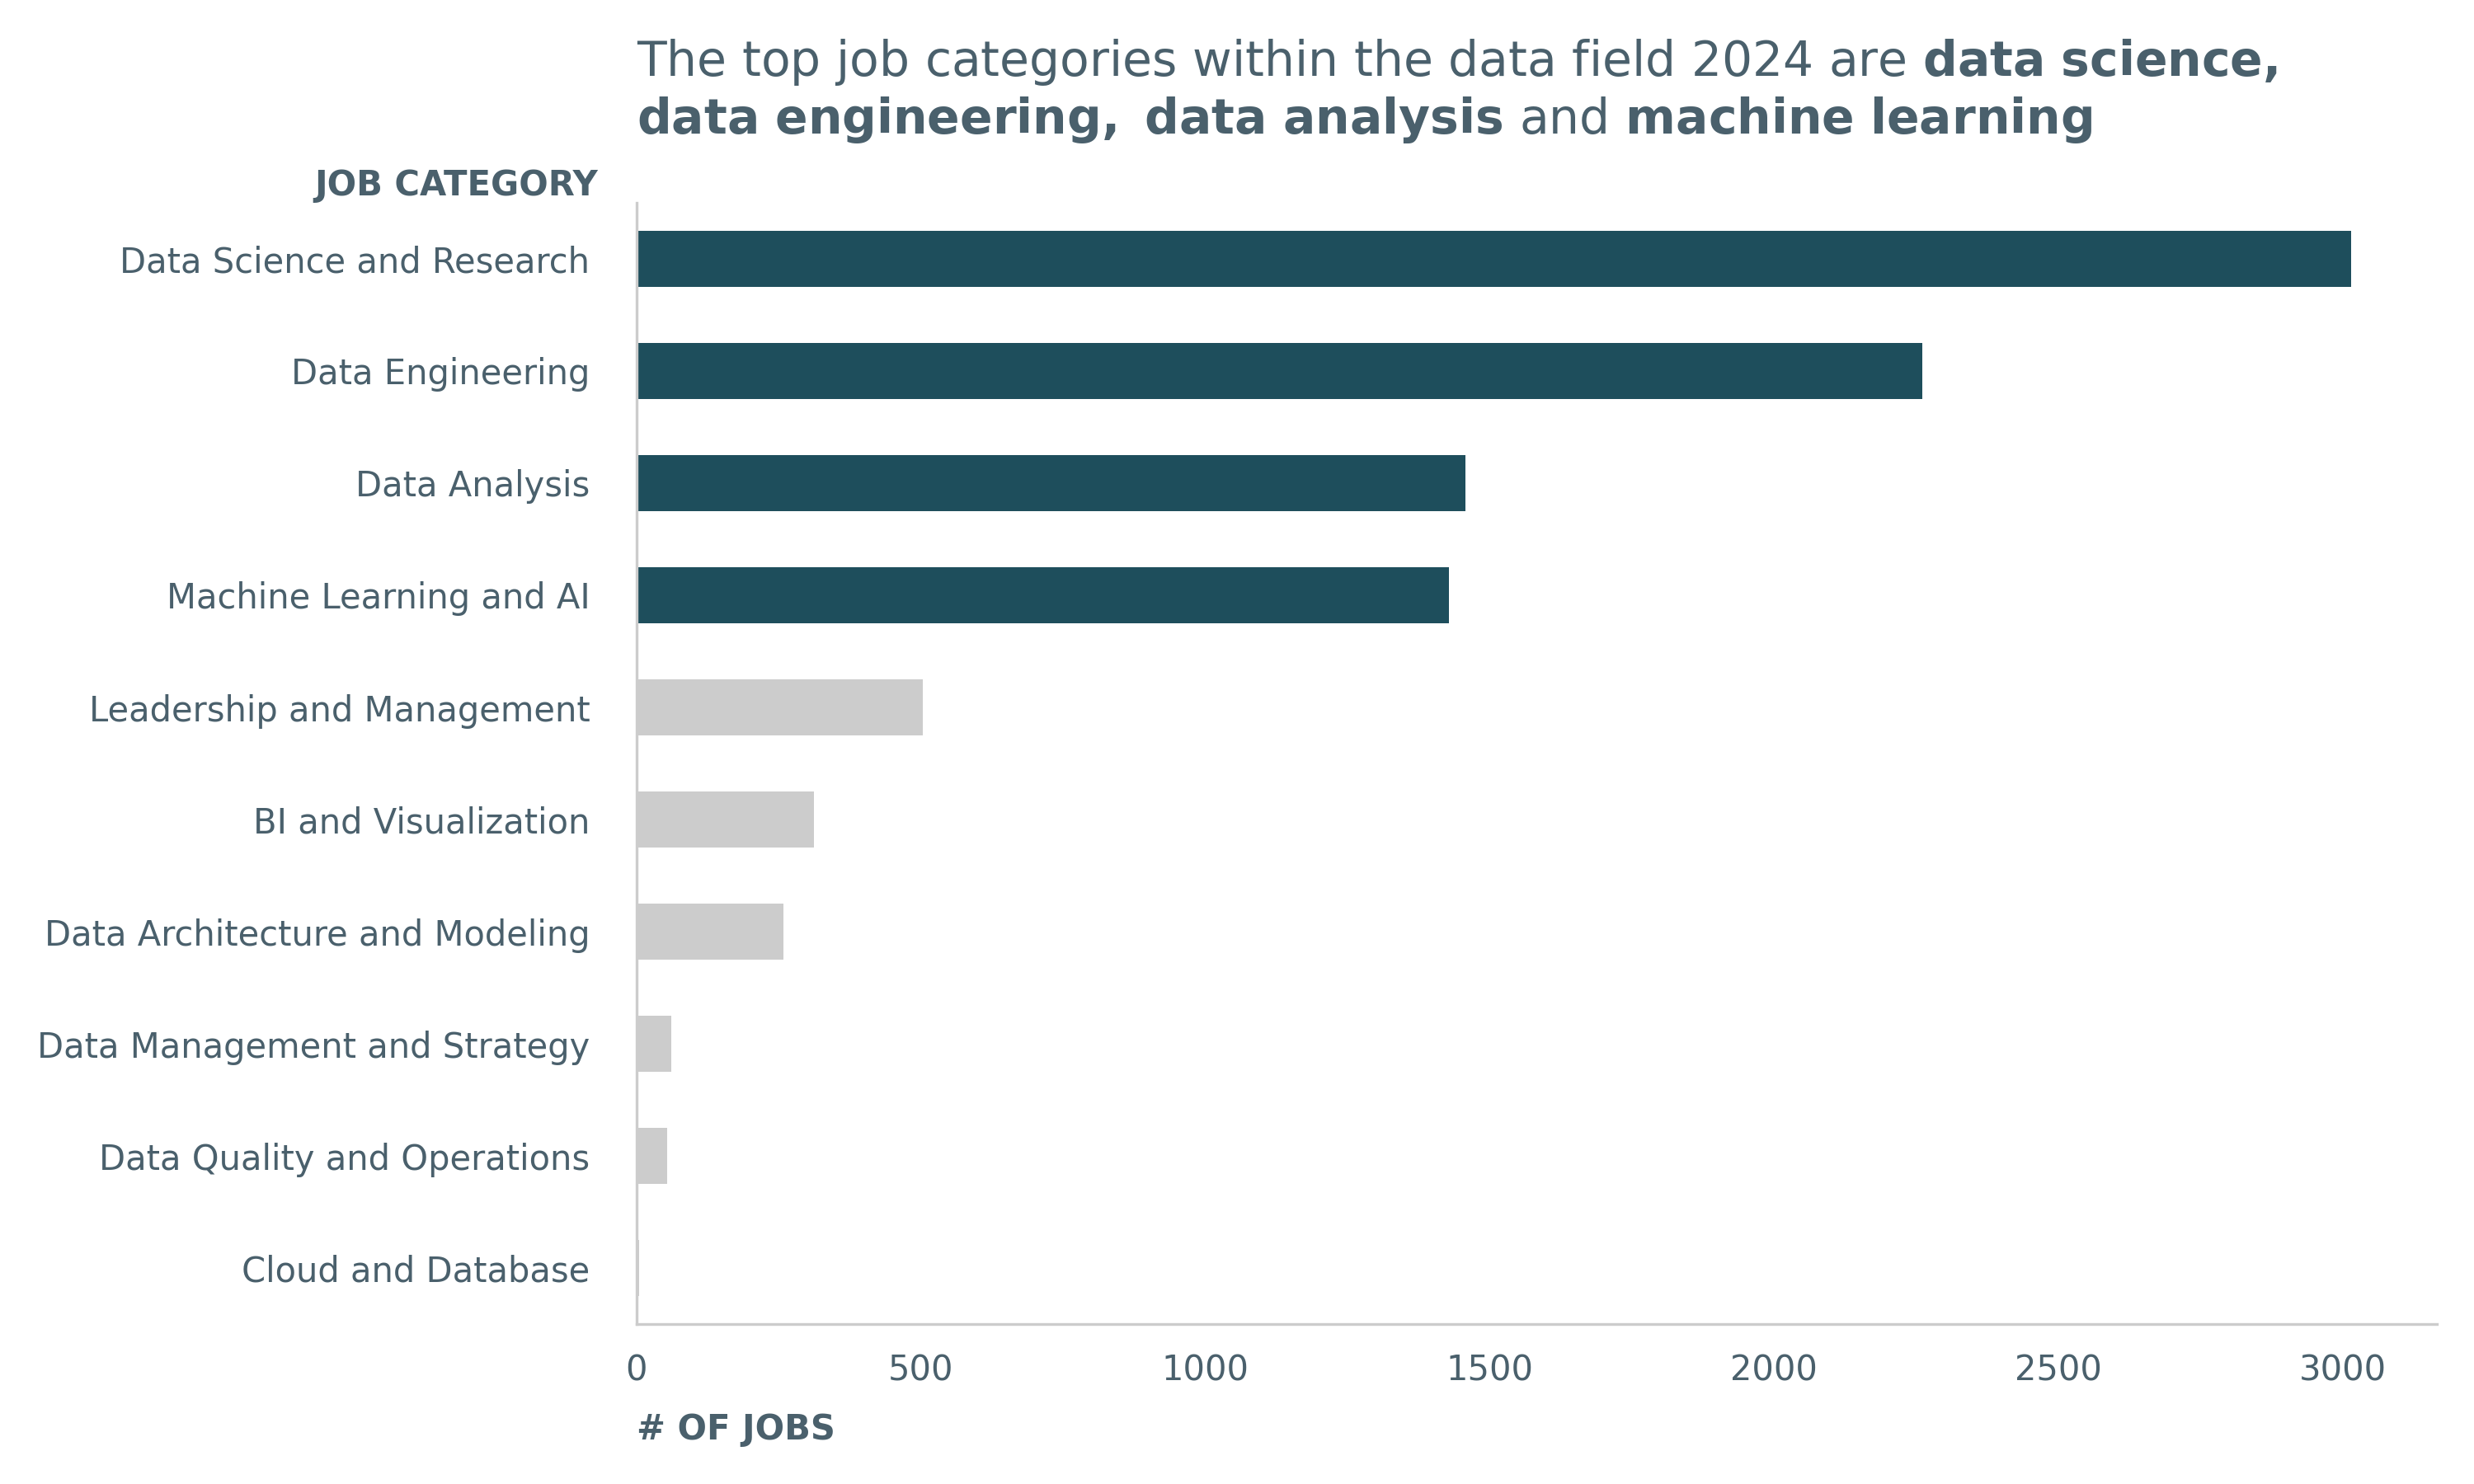 The top job categories within the data field 2024 are data science,
data engineering, data analysis and machine learning
JOB CATEGORY
Data Science and Research
Data Engineering
Data Analysis
Machine Learning and AI
Leadership and Management
BI and Visualization
Data Architecture and Modeling
Data Management and Strategy
Data Quality and Operations
Cloud and Database
0 500 1000 1500 2000 2500 3000
# OF JOBS